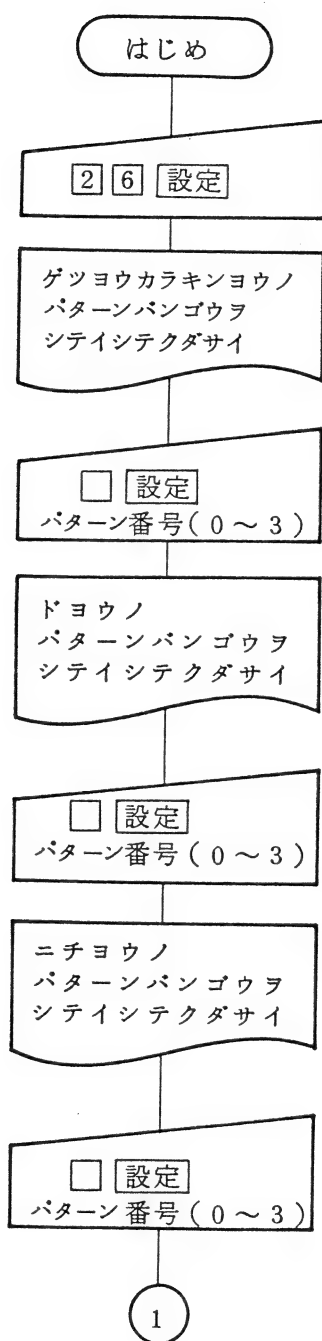 はじめ
2 6 設定
ゲツヨウカラキンヨウノ
パターンバンゴウヲ
シテイシテクダサイ
□ 設定
パターン番号(0～3)
ドヨウノ
パターンバンゴウヲ
シテイシテクダサイ
□ 設定
パターン番号(0～3)
ニチヨウノ
パターンバンゴウヲ
シテイシテクダサイ
□ 設定
パターン番号(0～3)
1